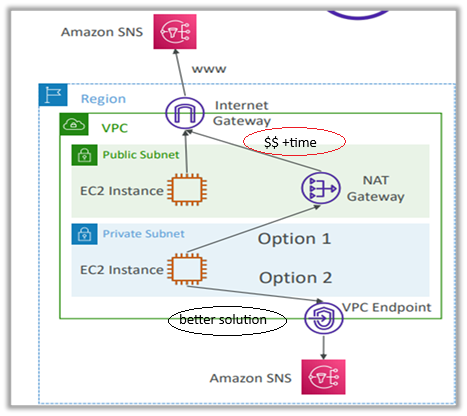 Amazon SNS
www
Region
Internet
Gateway
VPC
$$ +time
Public Subnet
EC2 Instance
NAT
Gateway
Private Subnet
Option 1
EC2 Instance
Option 2
VPC Endpoint
better solution
Amazon SNS